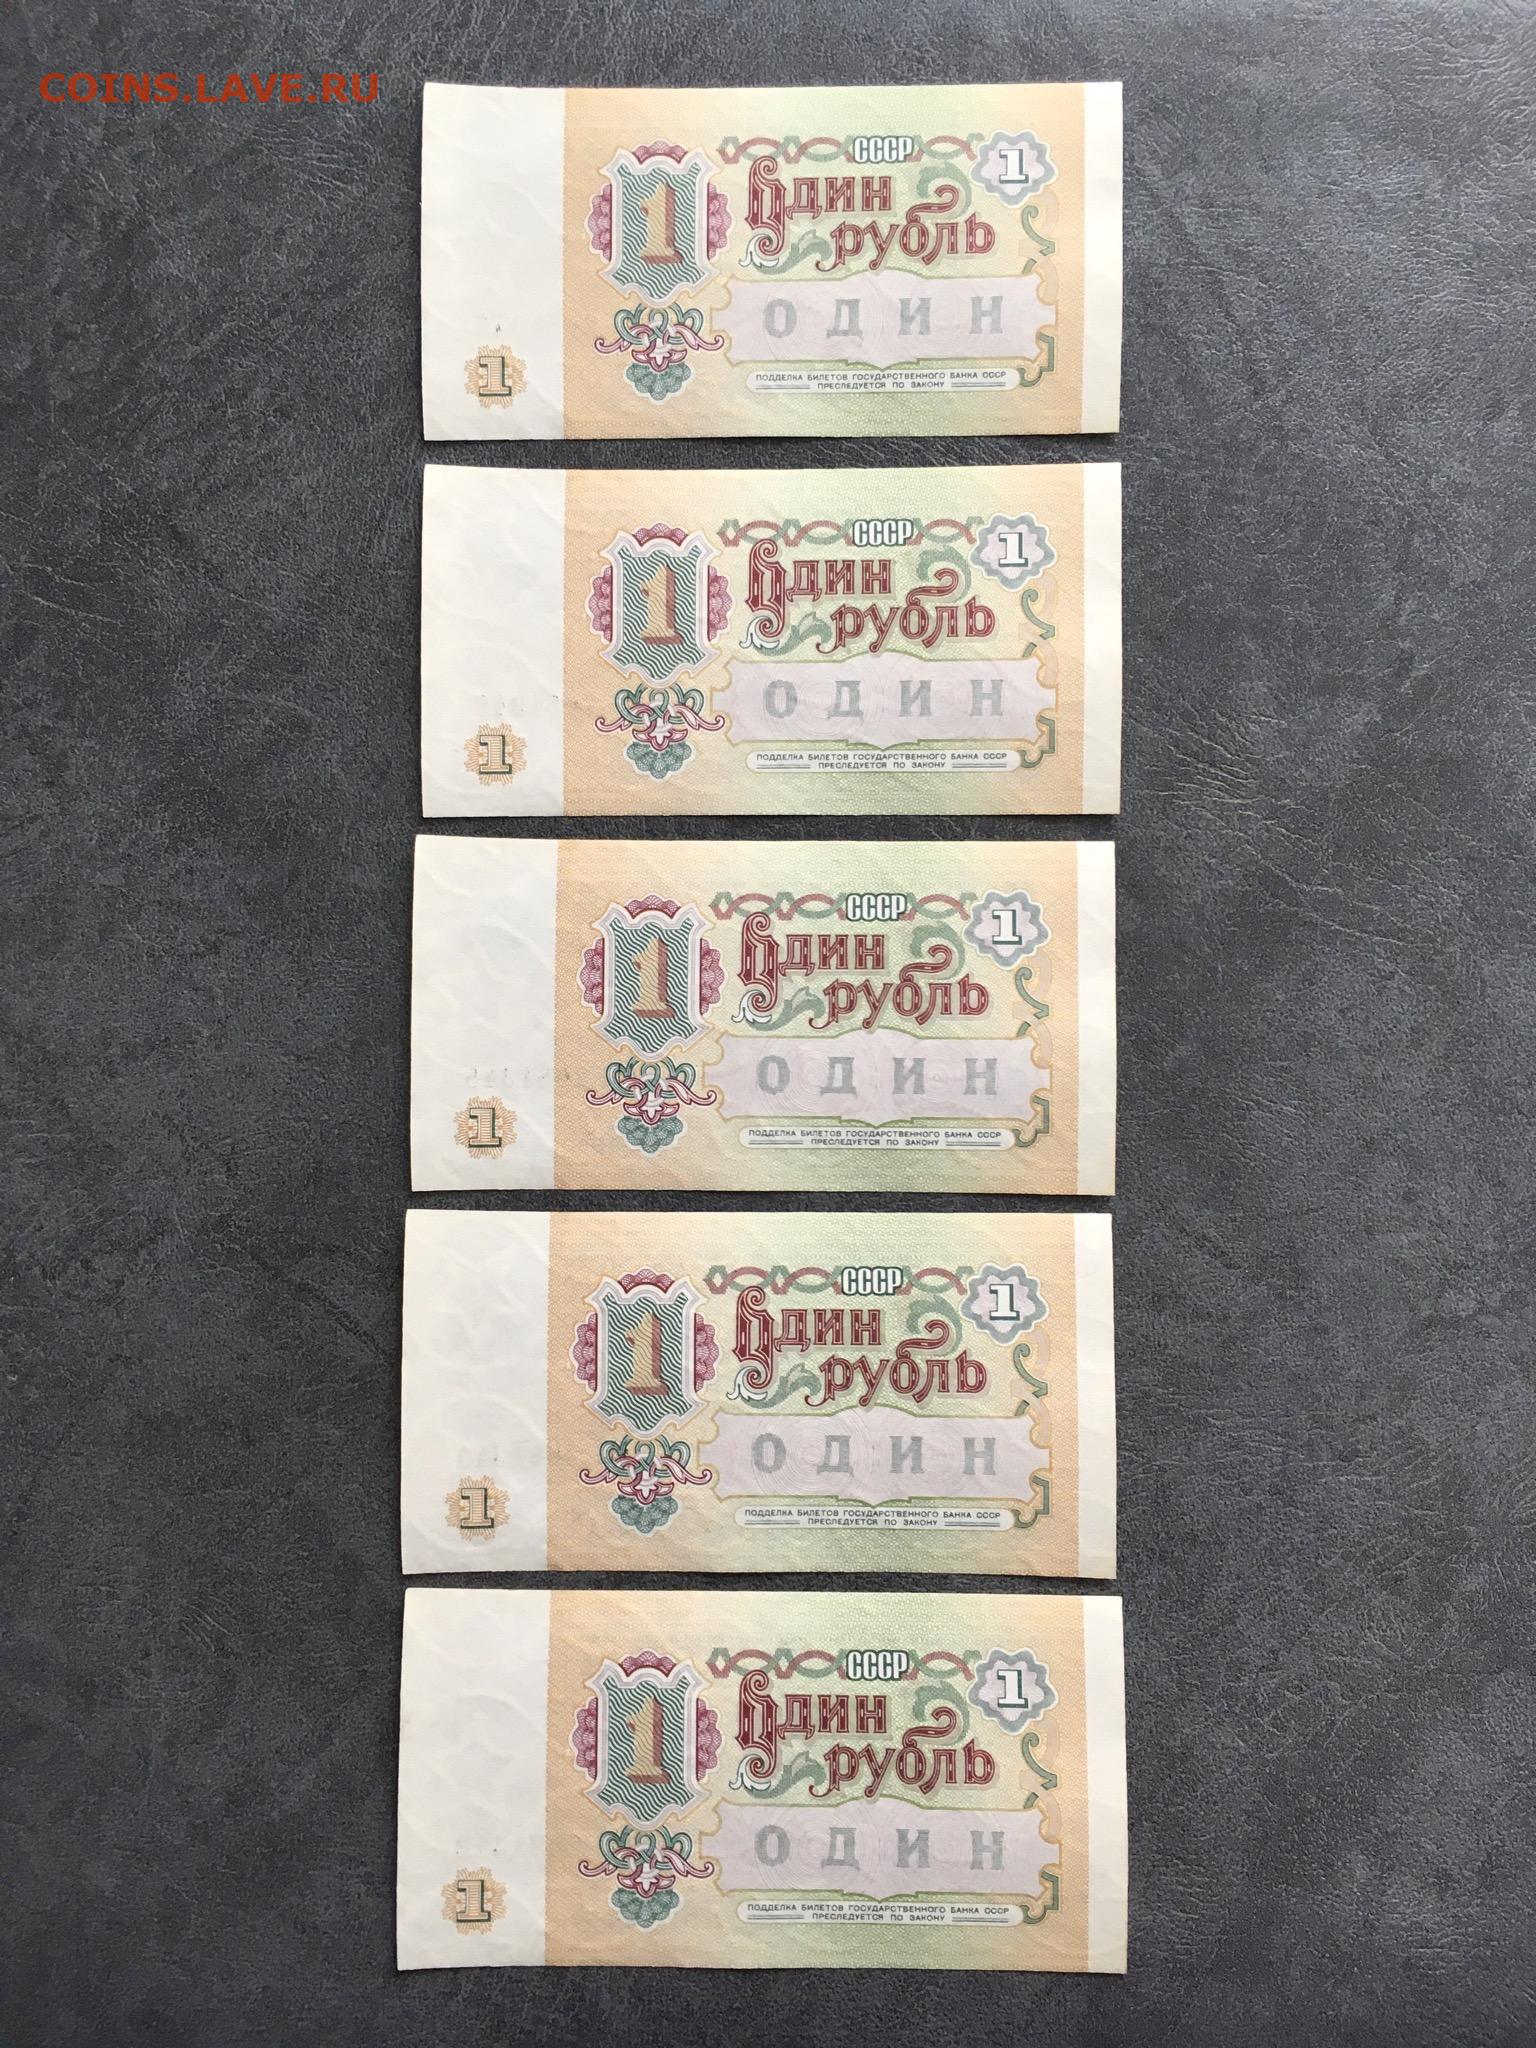 COINS.LAVE.RU
СССР
1
1
Один
рубль
ОДИН
1
ПОДДЕЛКА БИЛЕТОВ ГОСУДАРСТВЕННОГО БАНКА СССР
ПРЕСЛЕДУЕТСЯ ПО ЗАКОНУ
СССР
1
1
Один
рубль
ОДИН
1
ПОДДЕЛКА БИЛЕТОВ ГОСУДАРСТВЕННОГО БАНКА СССР
ПРЕСЛЕДУЕТСЯ ПО ЗАКОНУ
СССР
1
1
Один
рубль
ОДИН
1
ПОДДЕЛКА БИЛЕТОВ ГОСУДАРСТВЕННОГО БАНКА СССР
ПРЕСЛЕДУЕТСЯ ПО ЗАКОНУ
СССР
1
1
Один
рубль
ОДИН
1
ПОДДЕЛКА БИЛЕТОВ ГОСУДАРСТВЕННОГО БАНКА СССР
ПРЕСЛЕДУЕТСЯ ПО ЗАКОНУ
СССР
1
1
Один
рубль
ОДИН
1
ПОДДЕЛКА БИЛЕТОВ ГОСУДАРСТВЕННОГО БАНКА СССР
ПРЕСЛЕДУЕТСЯ ПО ЗАКОНУ